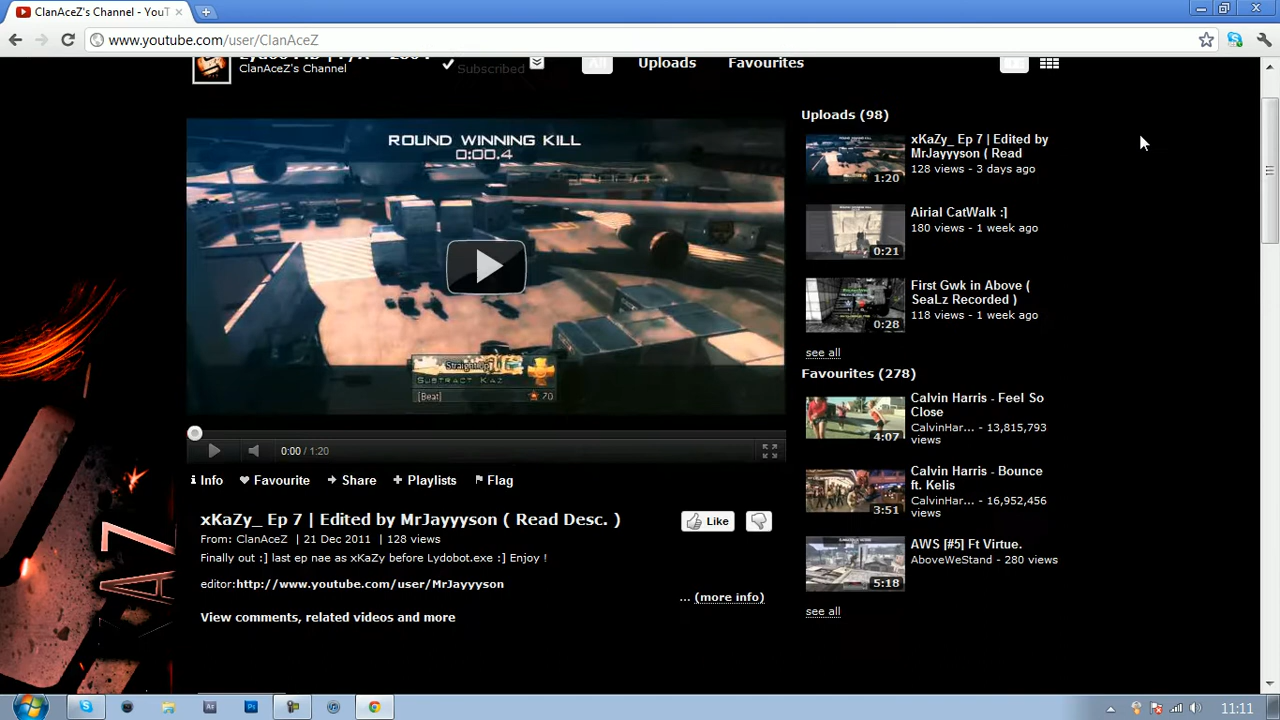 ClanAceZ's Channel - YouT
www.youtube.com/user/ClanAceZ
ClanAceZ's Channel
Subscribed
All
Uploads
Favourites
ROUND WINNING KILL
0:00.4
Straight Up
SUBTRACT KAZ
[Beat]
70
0:00 / 1:20
Info
Favourite
Share
Playlists
Flag
xKaZy_ Ep 7 | Edited by MrJayyyson ( Read Desc. )
Like
From: ClanAceZ | 21 Dec 2011 | 128 views
Finally out :] last ep nae as xKaZy before Lydobot.exe :] Enjoy !
editor:http://www.youtube.com/user/MrJayyyson
... (more info)
View comments, related videos and more
Uploads (98)
xKaZy_ Ep 7 | Edited by
MrJayyyson ( Read
128 views - 3 days ago
1:20
Airial CatWalk :]
180 views - 1 week ago
0:21
First Gwk in Above (
SeaLz Recorded )
118 views - 1 week ago
0:28
see all
Favourites (278)
Calvin Harris - Feel So
Close
CalvinHar... - 13,815,793
views
4:07
Calvin Harris - Bounce
ft. Kelis
CalvinHar... - 16,952,456
views
3:51
AWS [#5] Ft Virtue.
AboveWeStand - 280 views
5:18
see all
11:11